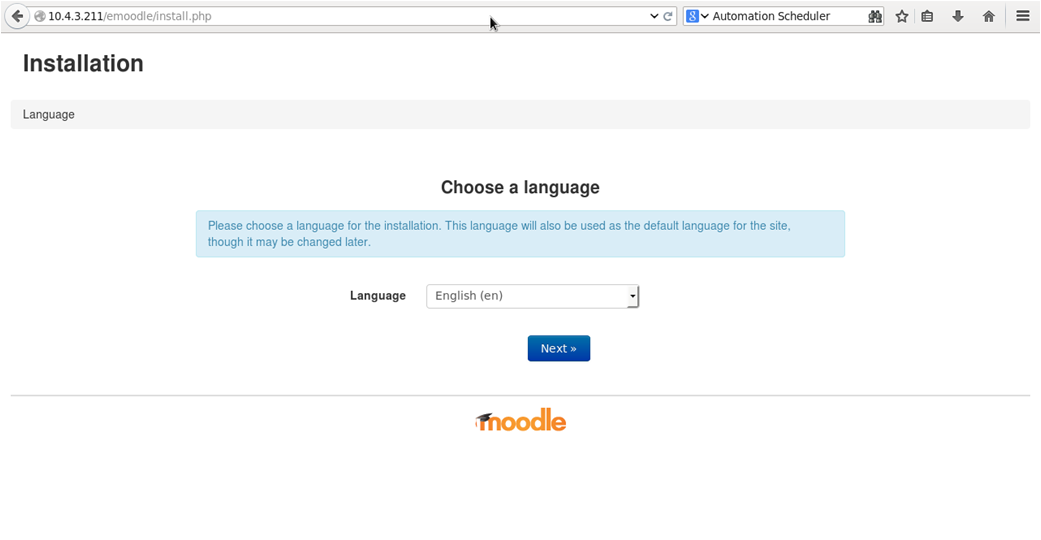 10.4.3.211/emoodle/install.php
Automation Scheduler
Installation
Language
Choose a language
Please choose a language for the installation. This language will also be used as the default language for the site,
though it may be changed later.
Language English (en)
Next »
moodle